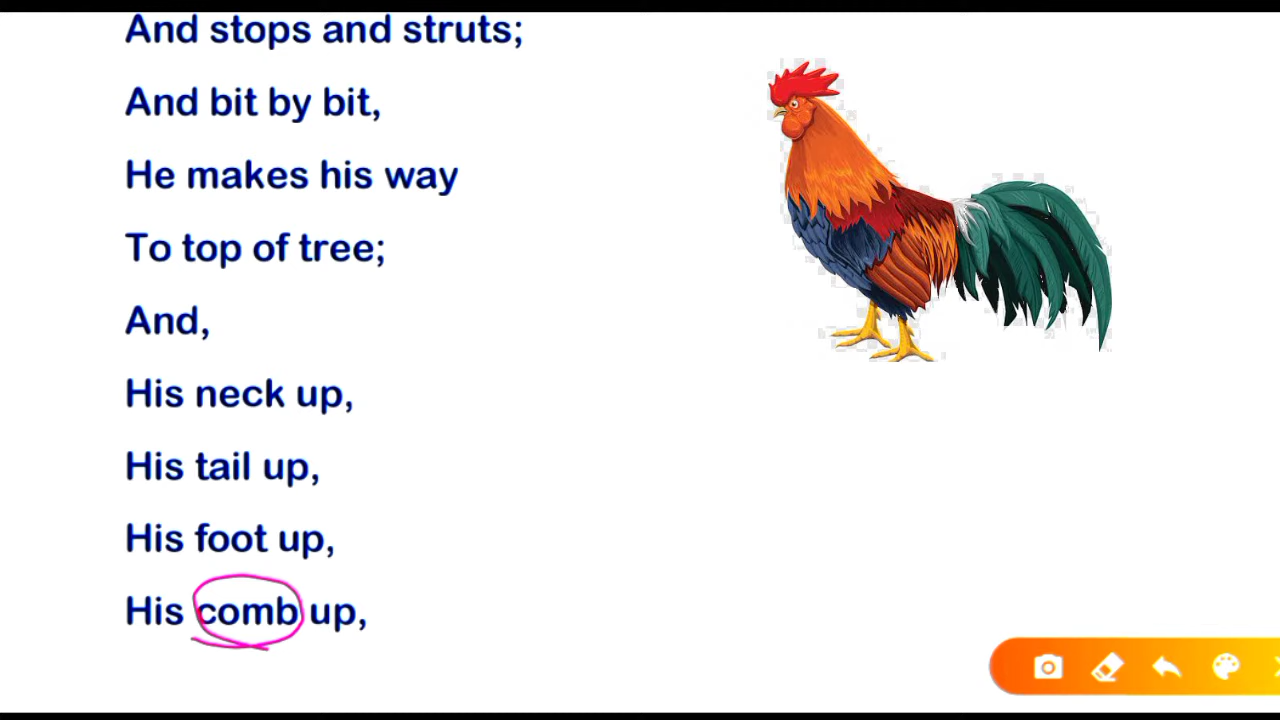 And stops and struts;
And bit by bit,
He makes his way
To top of tree;
And,
His neck up,
His tail up,
His foot up,
His comb up,